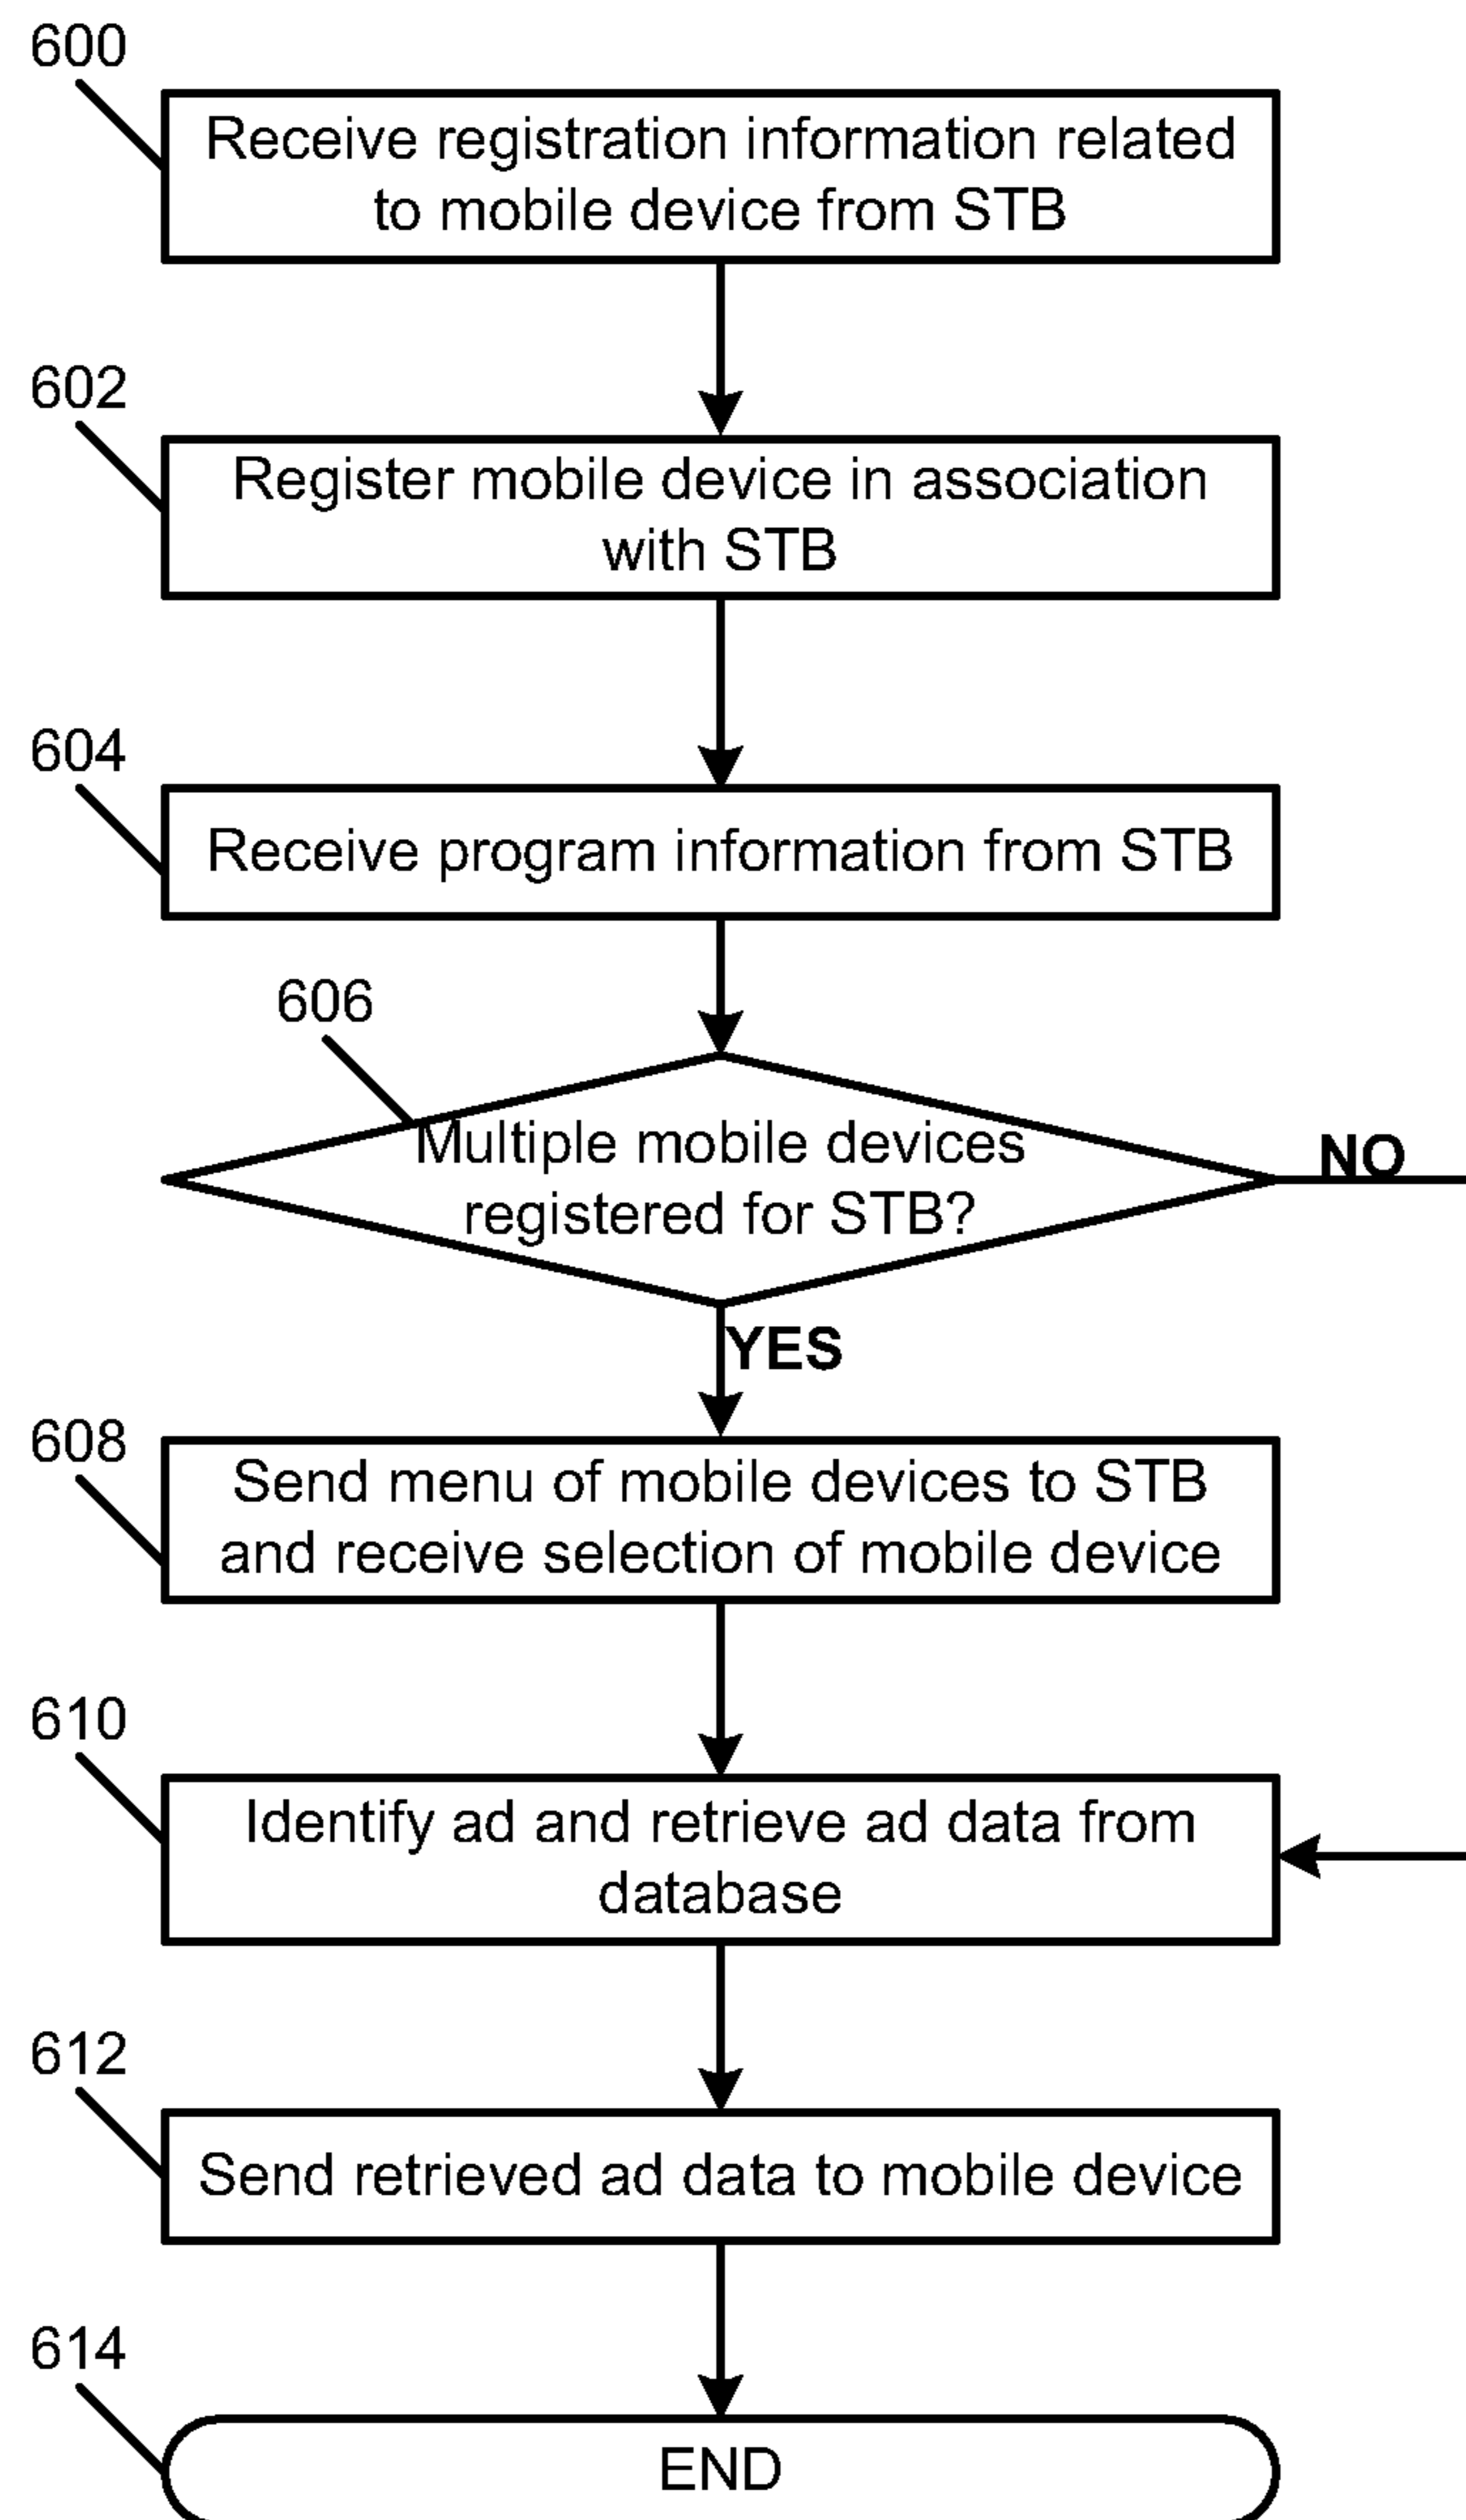 600
Receive registration information related
to mobile device from STB
602
Register mobile device in association
with STB
604
Receive program information from STB
606
Multiple mobile devices
registered for STB?
NO
YES
608
Send menu of mobile devices to STB
and receive selection of mobile device
610
Identify ad and retrieve ad data from
database
612
Send retrieved ad data to mobile device
614
END